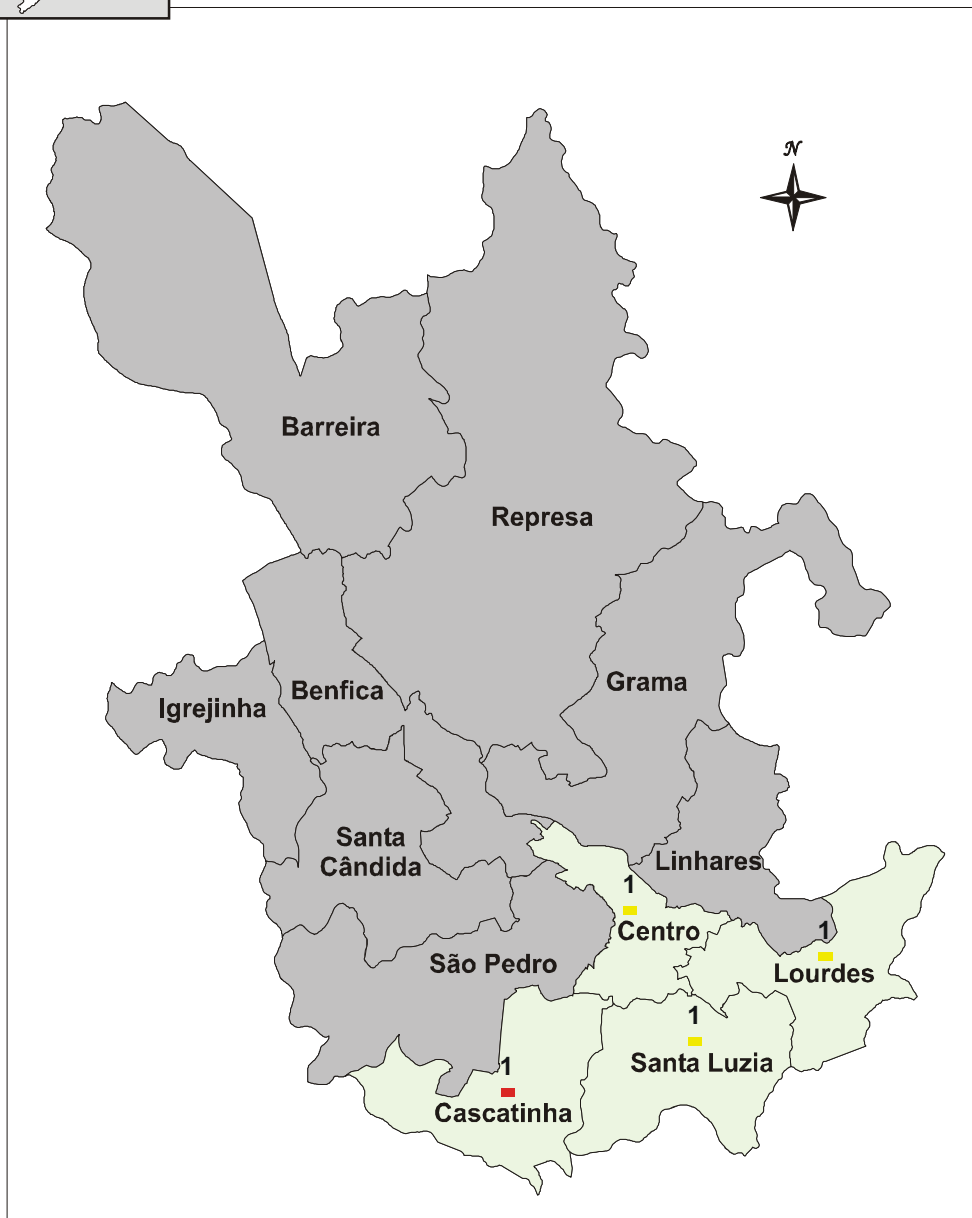 N
Barreira
Represa
Grama
Benfica
Igrejinha
Santa
Cândida
Linhares
1
Centro
1
Lourdes
São Pedro
1
Santa Luzia
1
Cascatinha